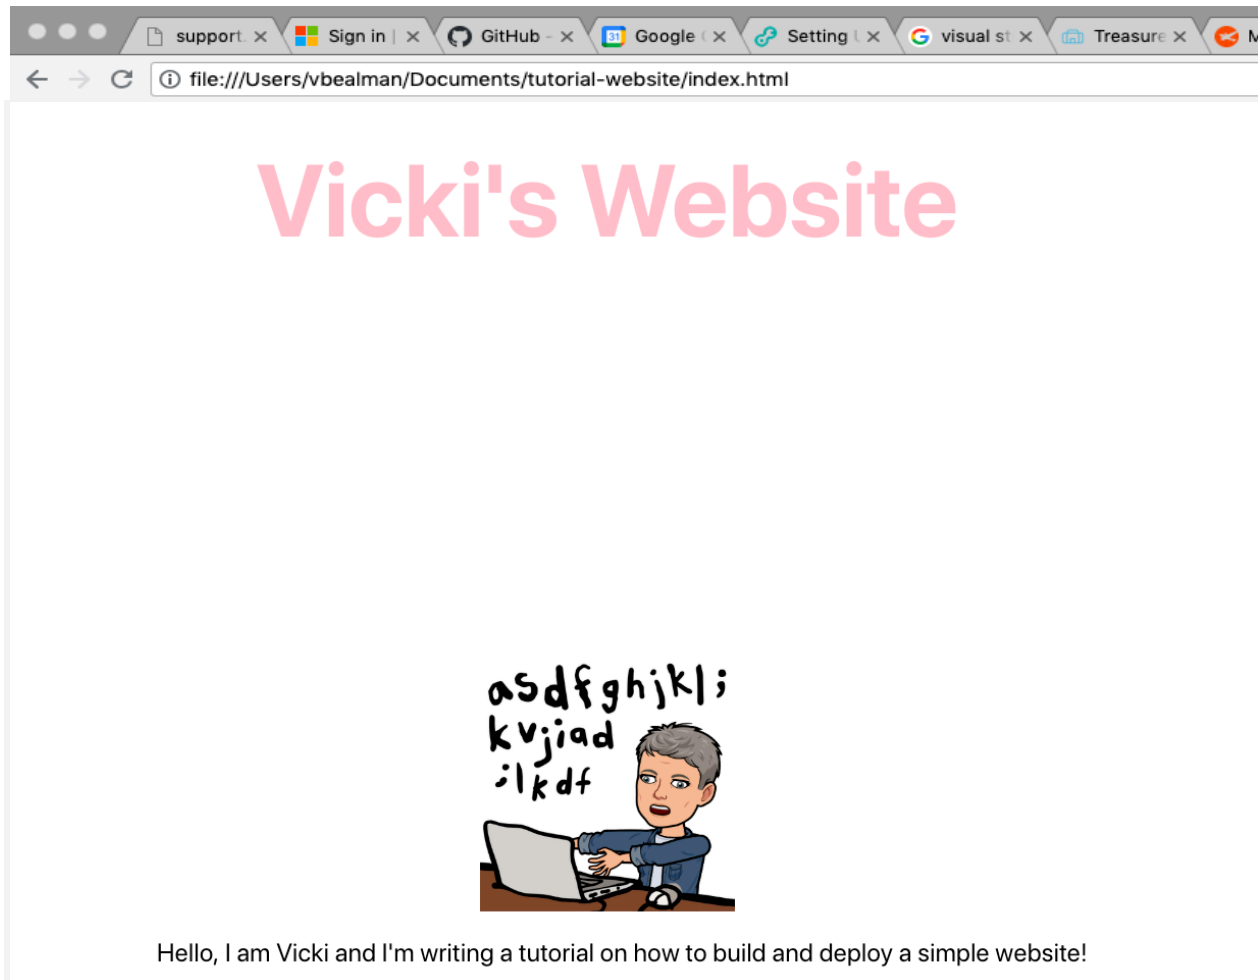 support. Sign in | GitHub - Google ( Setting U visual st Treasure M
file:///Users/vbealman/Documents/tutorial-website/index.html
Vicki's Website
asdfghjkl;
kvjiad
;lkdf
Hello, I am Vicki and I'm writing a tutorial on how to build and deploy a simple website!